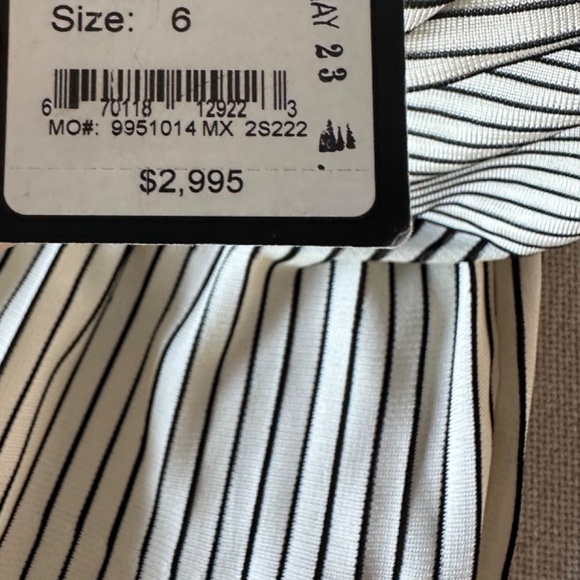 Size: 6
AY 23
6 70118 12922 3
MO#: 9951014 MX 2S222
$2,995